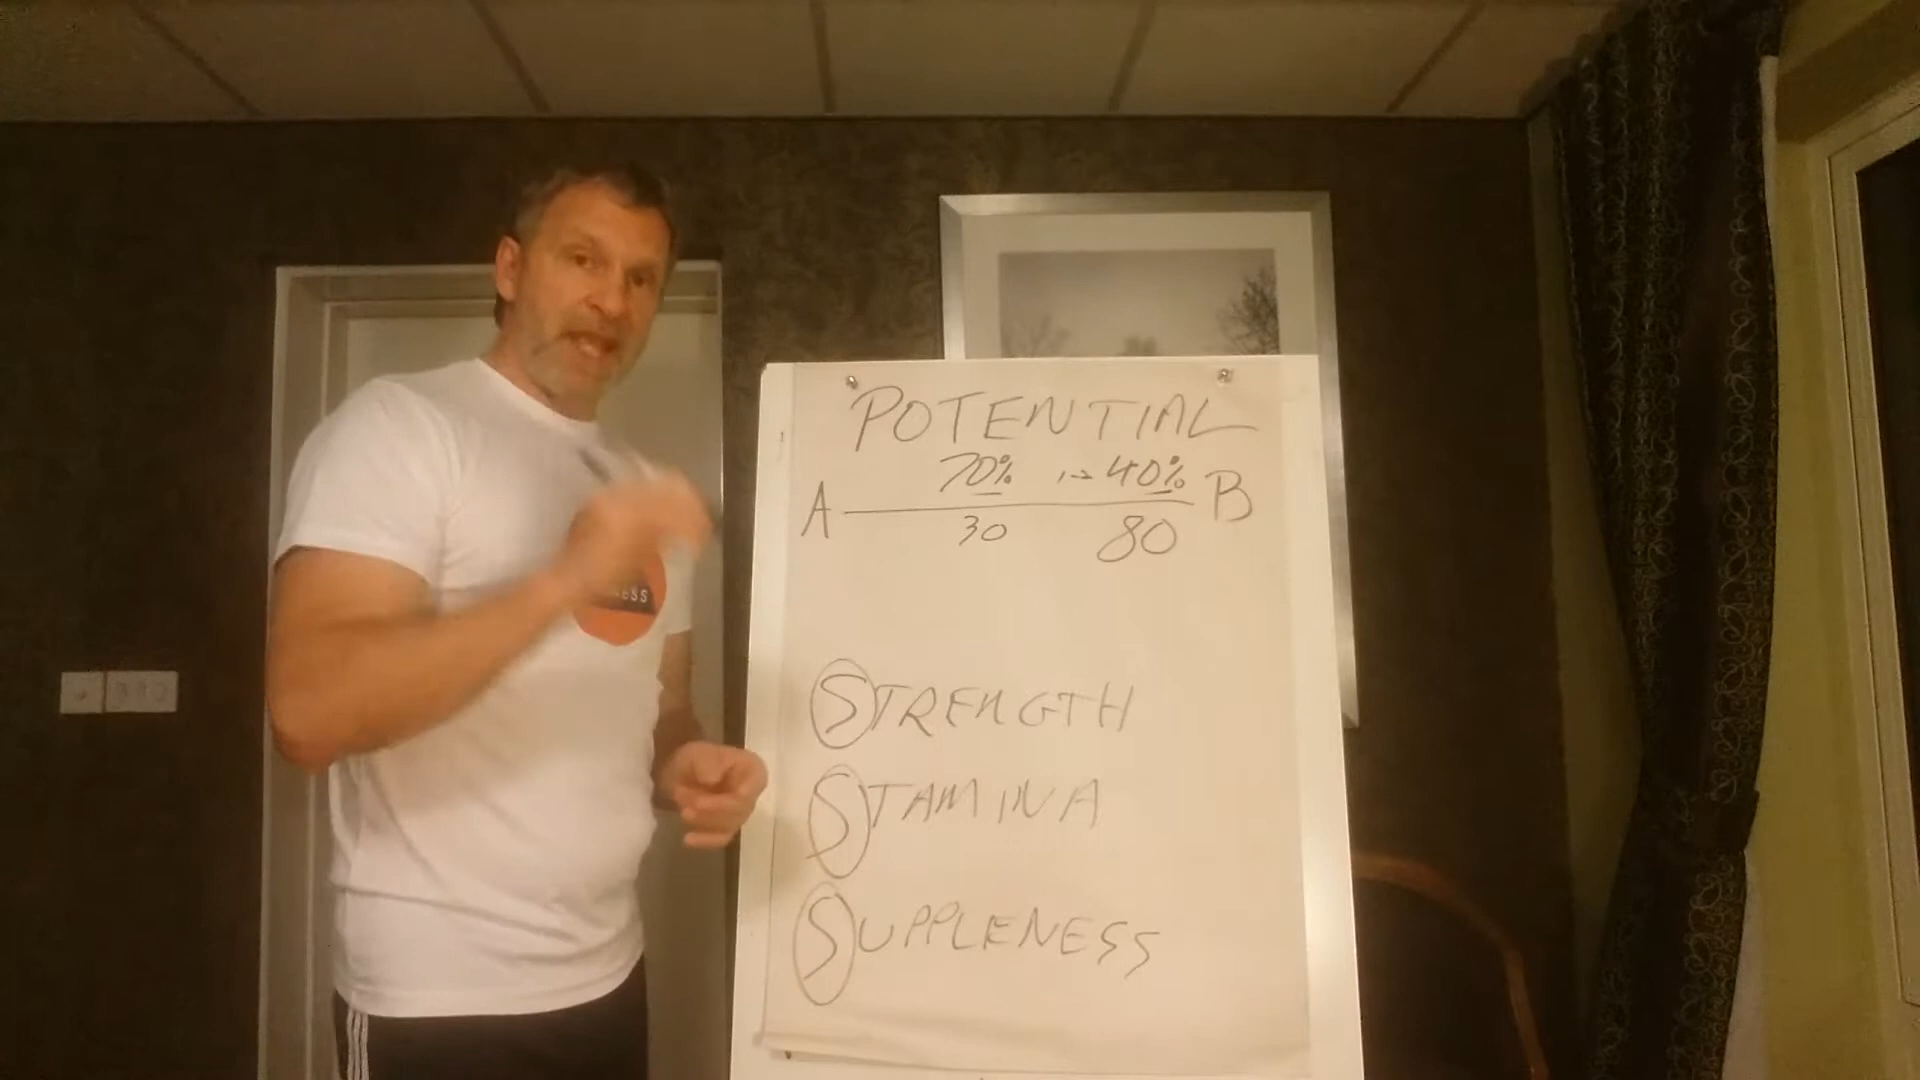 POTENTIAL
70% → 40%
A B
30 80
STRENGTH
STAMINA
SUPPLENESS